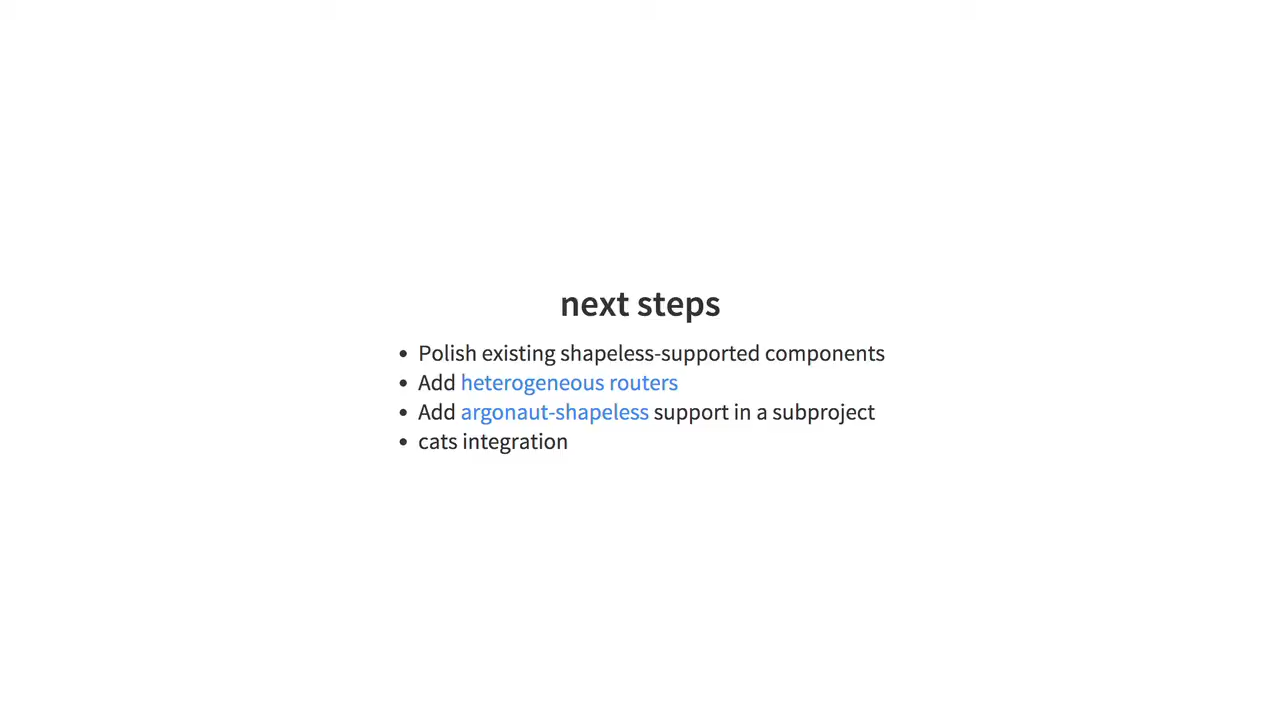 next steps
• Polish existing shapeless-supported components
• Add heterogeneous routers
• Add argonaut-shapeless support in a subproject
• cats integration